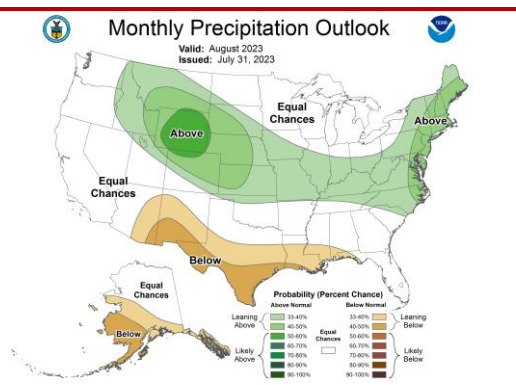 Monthly Precipitation Outlook
Valid: August 2023
Issued: July 31, 2023
NOAA
Equal
Chances
Above
Above
Equal
Chances
Below
Equal
Chances
Below
Probability (Percent Chance)
Above Normal
Below Normal
Leaning
Above
33-40%
40-50%
50-60%
60-70%
70-80%
80-90%
90-100%
Likely
Above
Equal
Chances
33-40%
40-50%
50-60%
60-70%
70-80%
80-90%
90-100%
Leaning
Below
Likely
Below